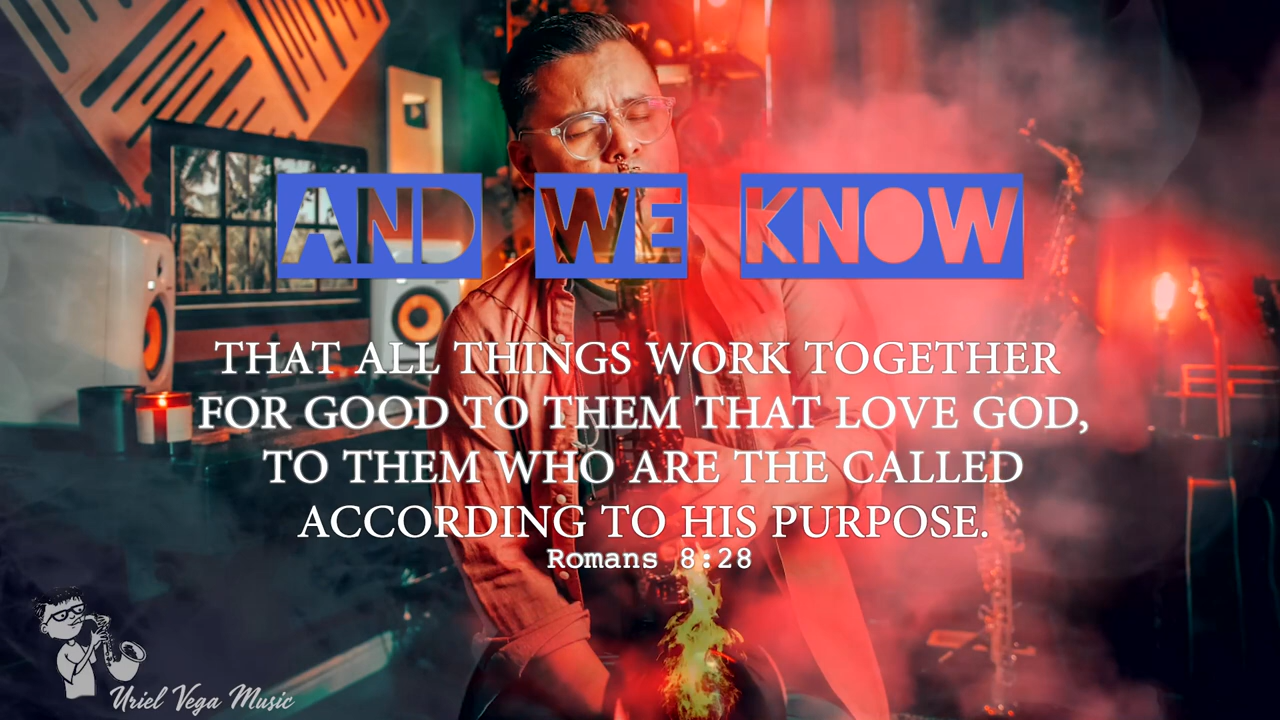 AND WE KNOW
THAT ALL THINGS WORK TOGETHER
FOR GOOD TO THEM THAT LOVE GOD,
TO THEM WHO ARE THE CALLED
ACCORDING TO HIS PURPOSE.
Romans 8:28
Uriel Vega Music